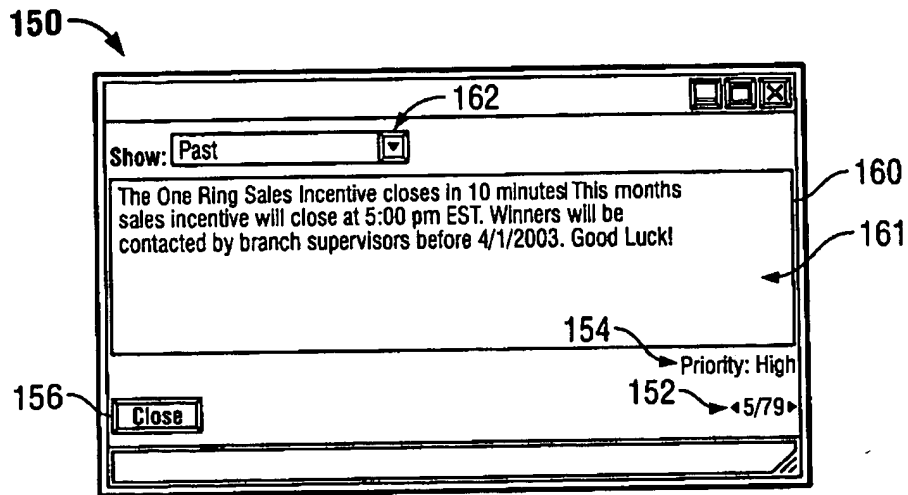 150
162
Show: Past
The One Ring Sales Incentive closes in 10 minutes! This months
sales incentive will close at 5:00 pm EST. Winners will be
contacted by branch supervisors before 4/1/2003. Good Luck!
160
161
154
Priority: High
156
Close
152
5/79